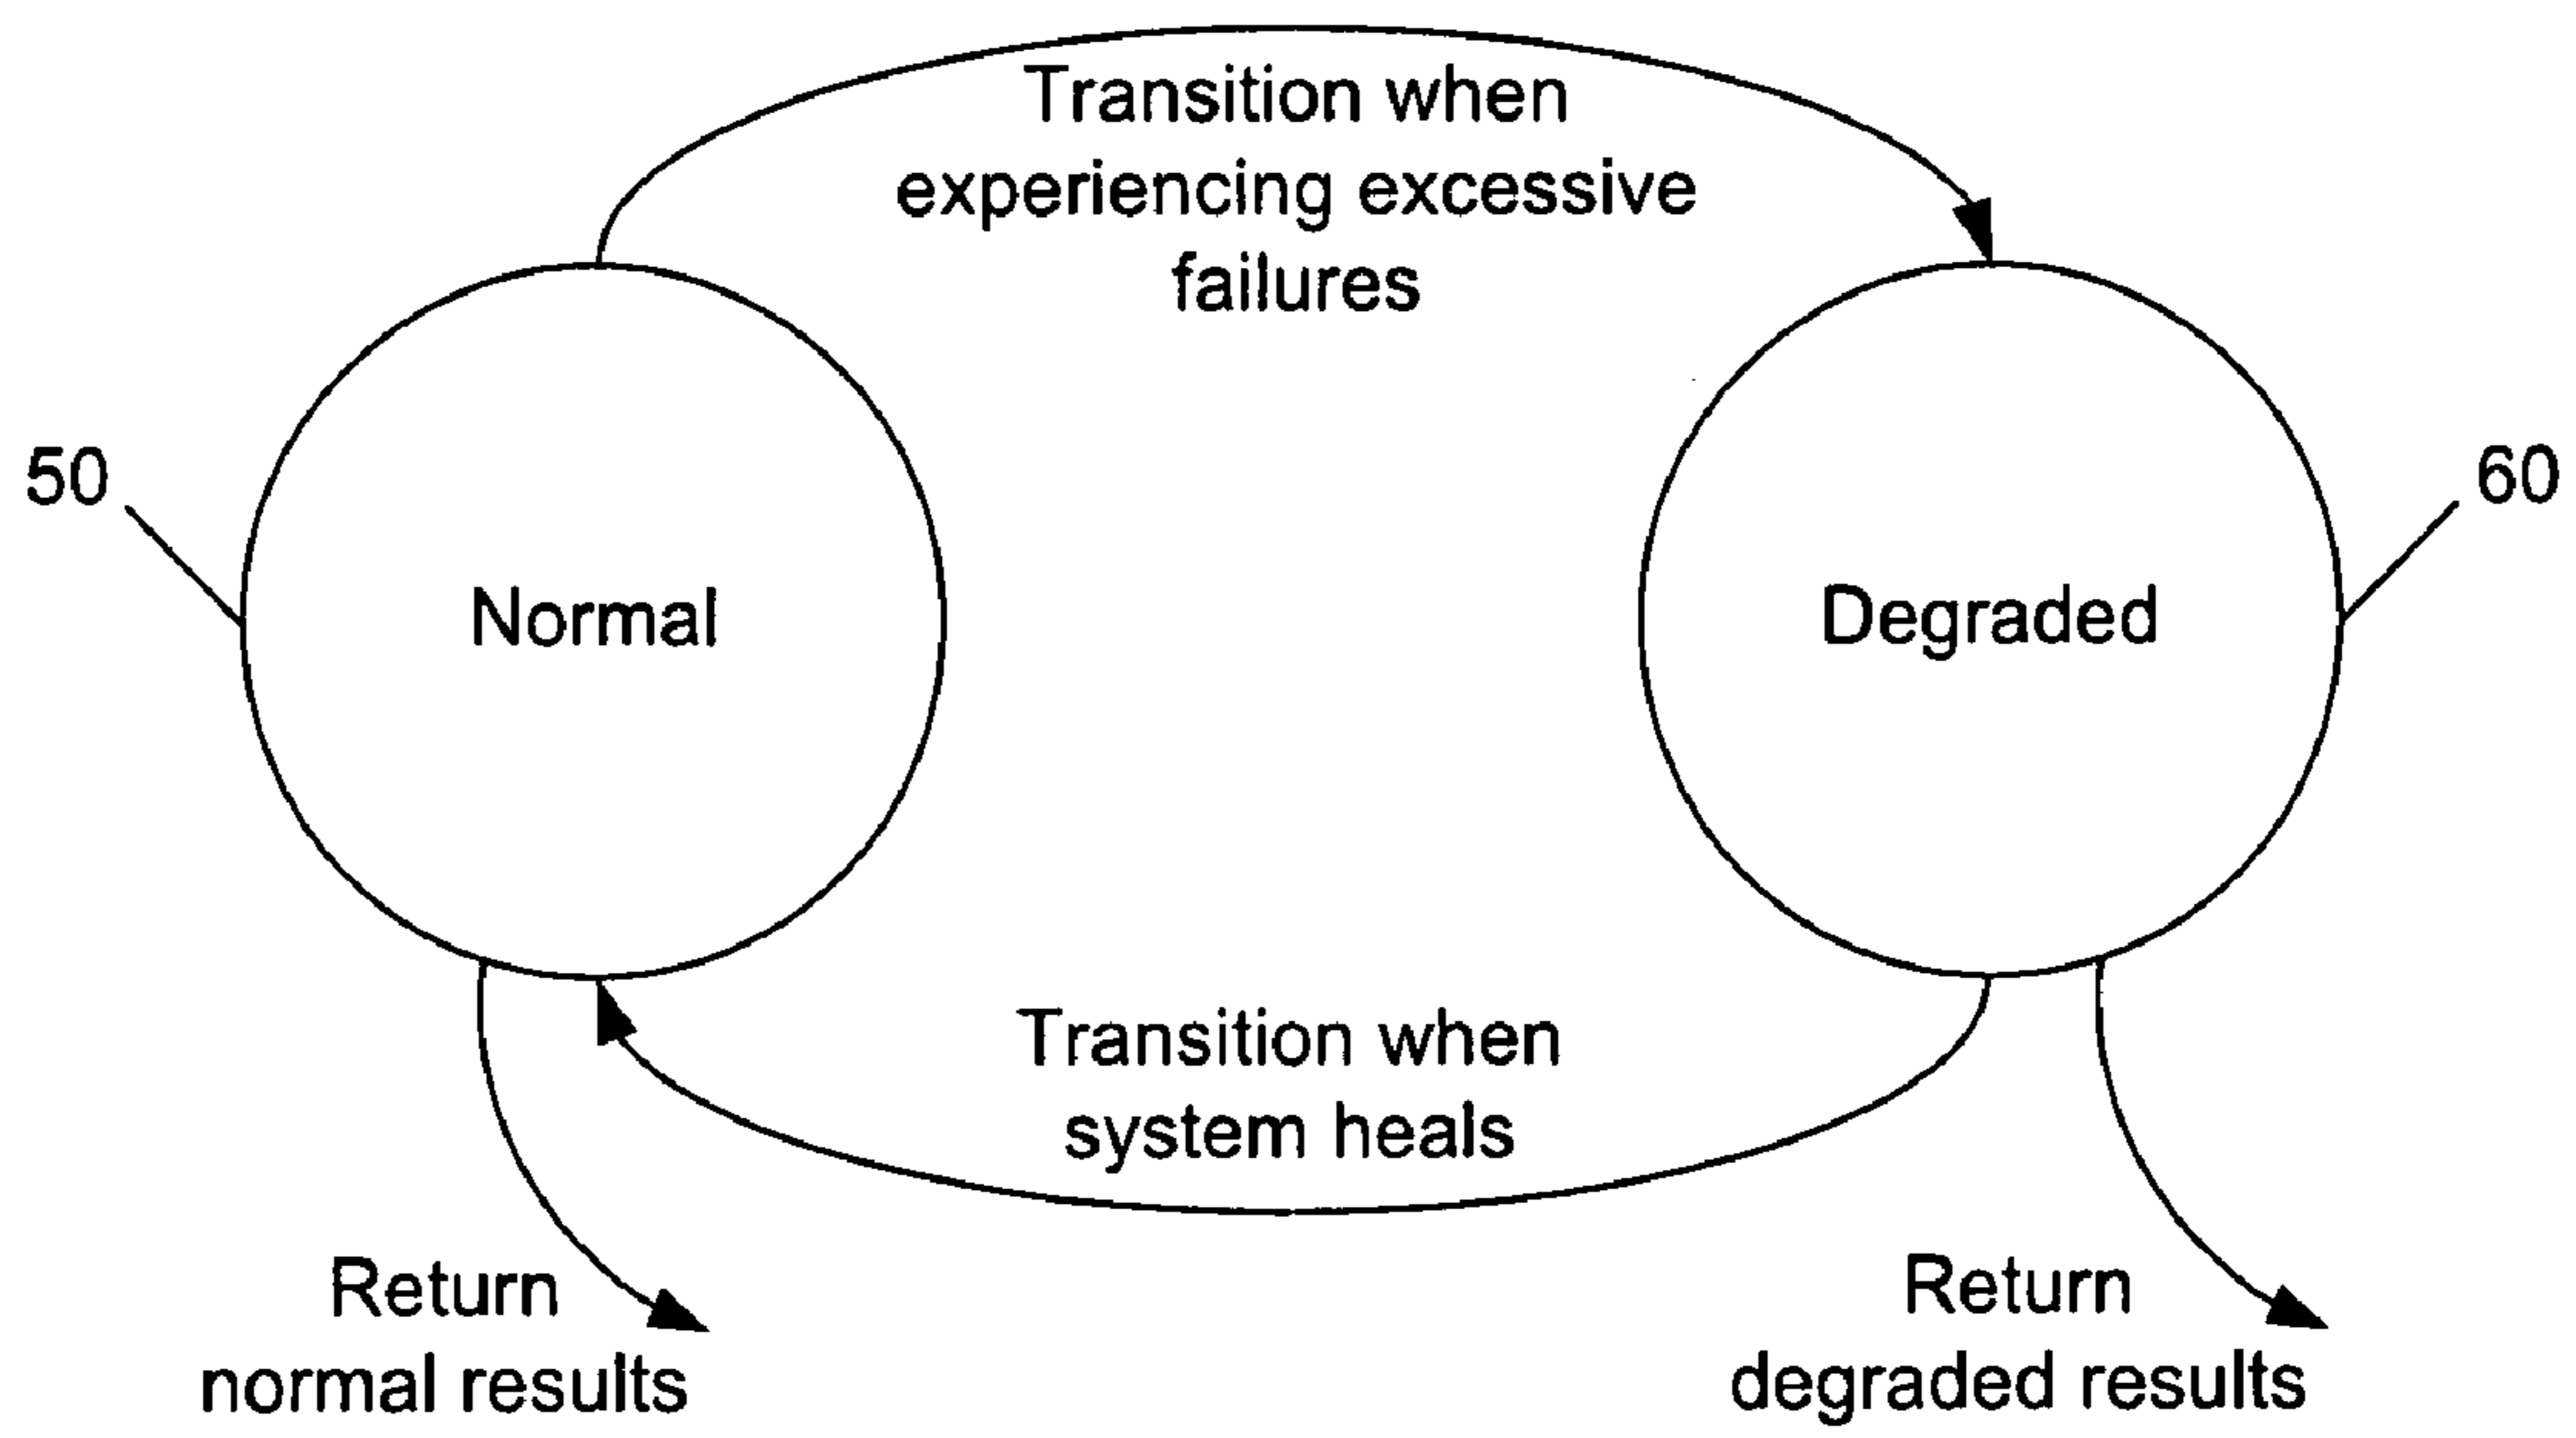 Transition when
experiencing excessive
failures
50
60
Normal
Degraded
Transition when
system heals
Return
normal results
Return
degraded results